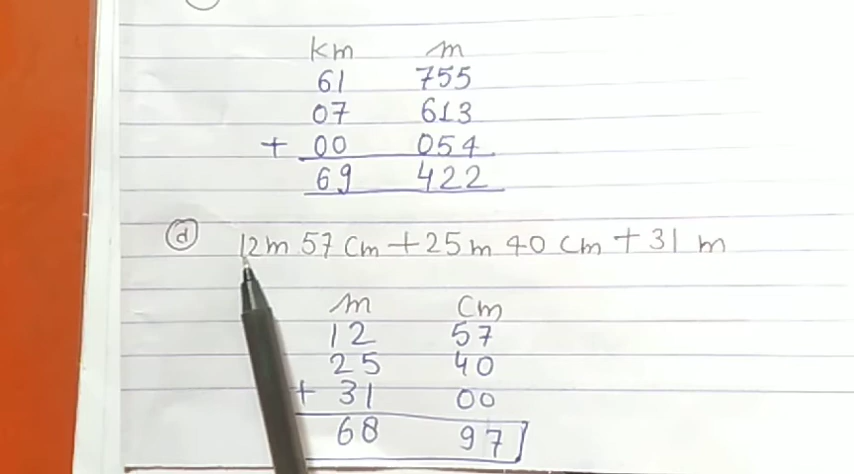 km m
61 755
07 613
+ 00 054
69 422
(d) 12m 57 Cm + 25m 40 Cm + 31 m
m Cm
12 57
25 40
+ 31 00
68 97